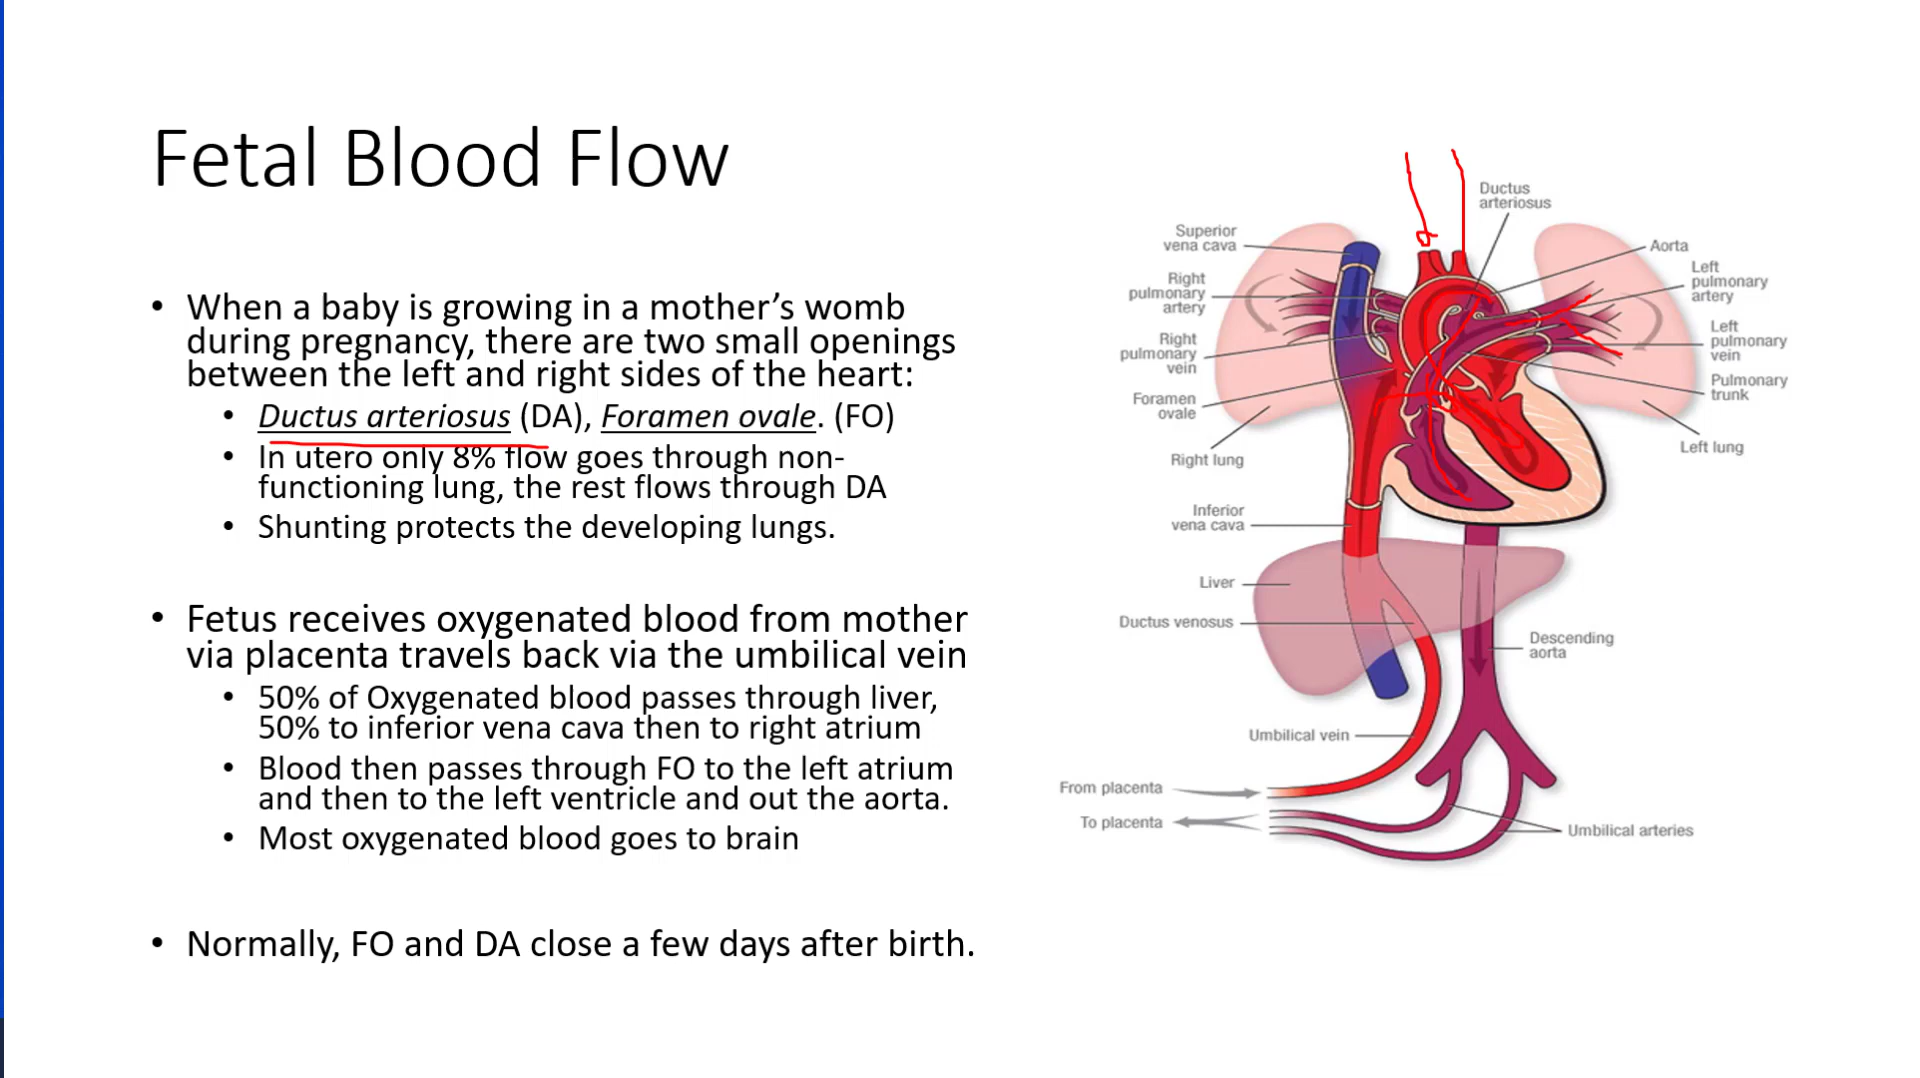 Fetal Blood Flow
• When a baby is growing in a mother’s womb
during pregnancy, there are two small openings
between the left and right sides of the heart:
• Ductus arteriosus (DA), Foramen ovale. (FO)
• In utero only 8% flow goes through non-
functioning lung, the rest flows through DA
• Shunting protects the developing lungs.
• Fetus receives oxygenated blood from mother
via placenta travels back via the umbilical vein
• 50% of Oxygenated blood passes through liver,
50% to inferior vena cava then to right atrium
• Blood then passes through FO to the left atrium
and then to the left ventricle and out the aorta.
• Most oxygenated blood goes to brain
• Normally, FO and DA close a few days after birth.
Superior
vena cava
Right
pulmonary
artery
Right
pulmonary
vein
Foramen
ovale
Right lung
Inferior
vena cava
Liver
Ductus venosus
Umbilical vein
From placenta
To placenta
Ductus
arteriosus
Aorta
Left
pulmonary
artery
Left
pulmonary
vein
Pulmonary
trunk
Left lung
Descending
aorta
Umbilical arteries